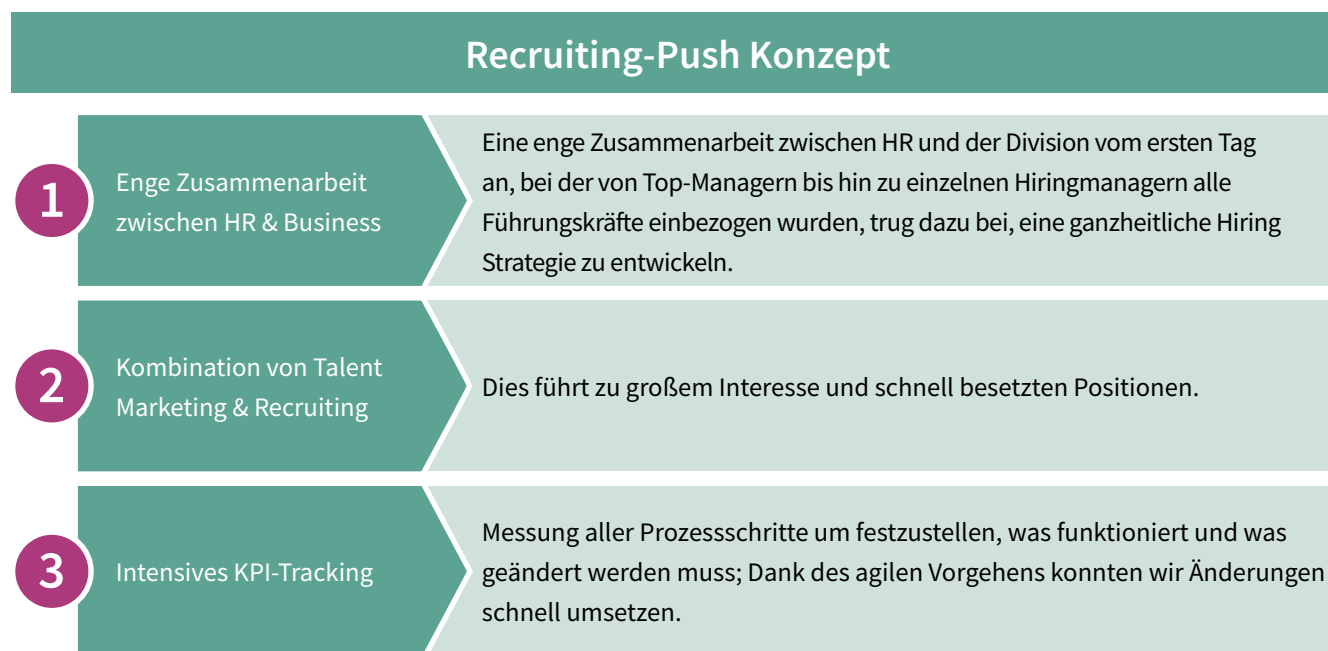 Recruiting-Push Konzept
1
Enge Zusammenarbeit
zwischen HR & Business
Eine enge Zusammenarbeit zwischen HR und der Division vom ersten Tag
an, bei der von Top-Managern bis hin zu einzelnen Hiringmanagern alle
Führungskräfte einbezogen wurden, trug dazu bei, eine ganzheitliche Hiring
Strategie zu entwickeln.
2
Kombination von Talent
Marketing & Recruiting
Dies führt zu großem Interesse und schnell besetzten Positionen.
3
Intensives KPI-Tracking
Messung aller Prozessschritte um festzustellen, was funktioniert und was
geändert werden muss; Dank des agilen Vorgehens konnten wir Änderungen
schnell umsetzen.